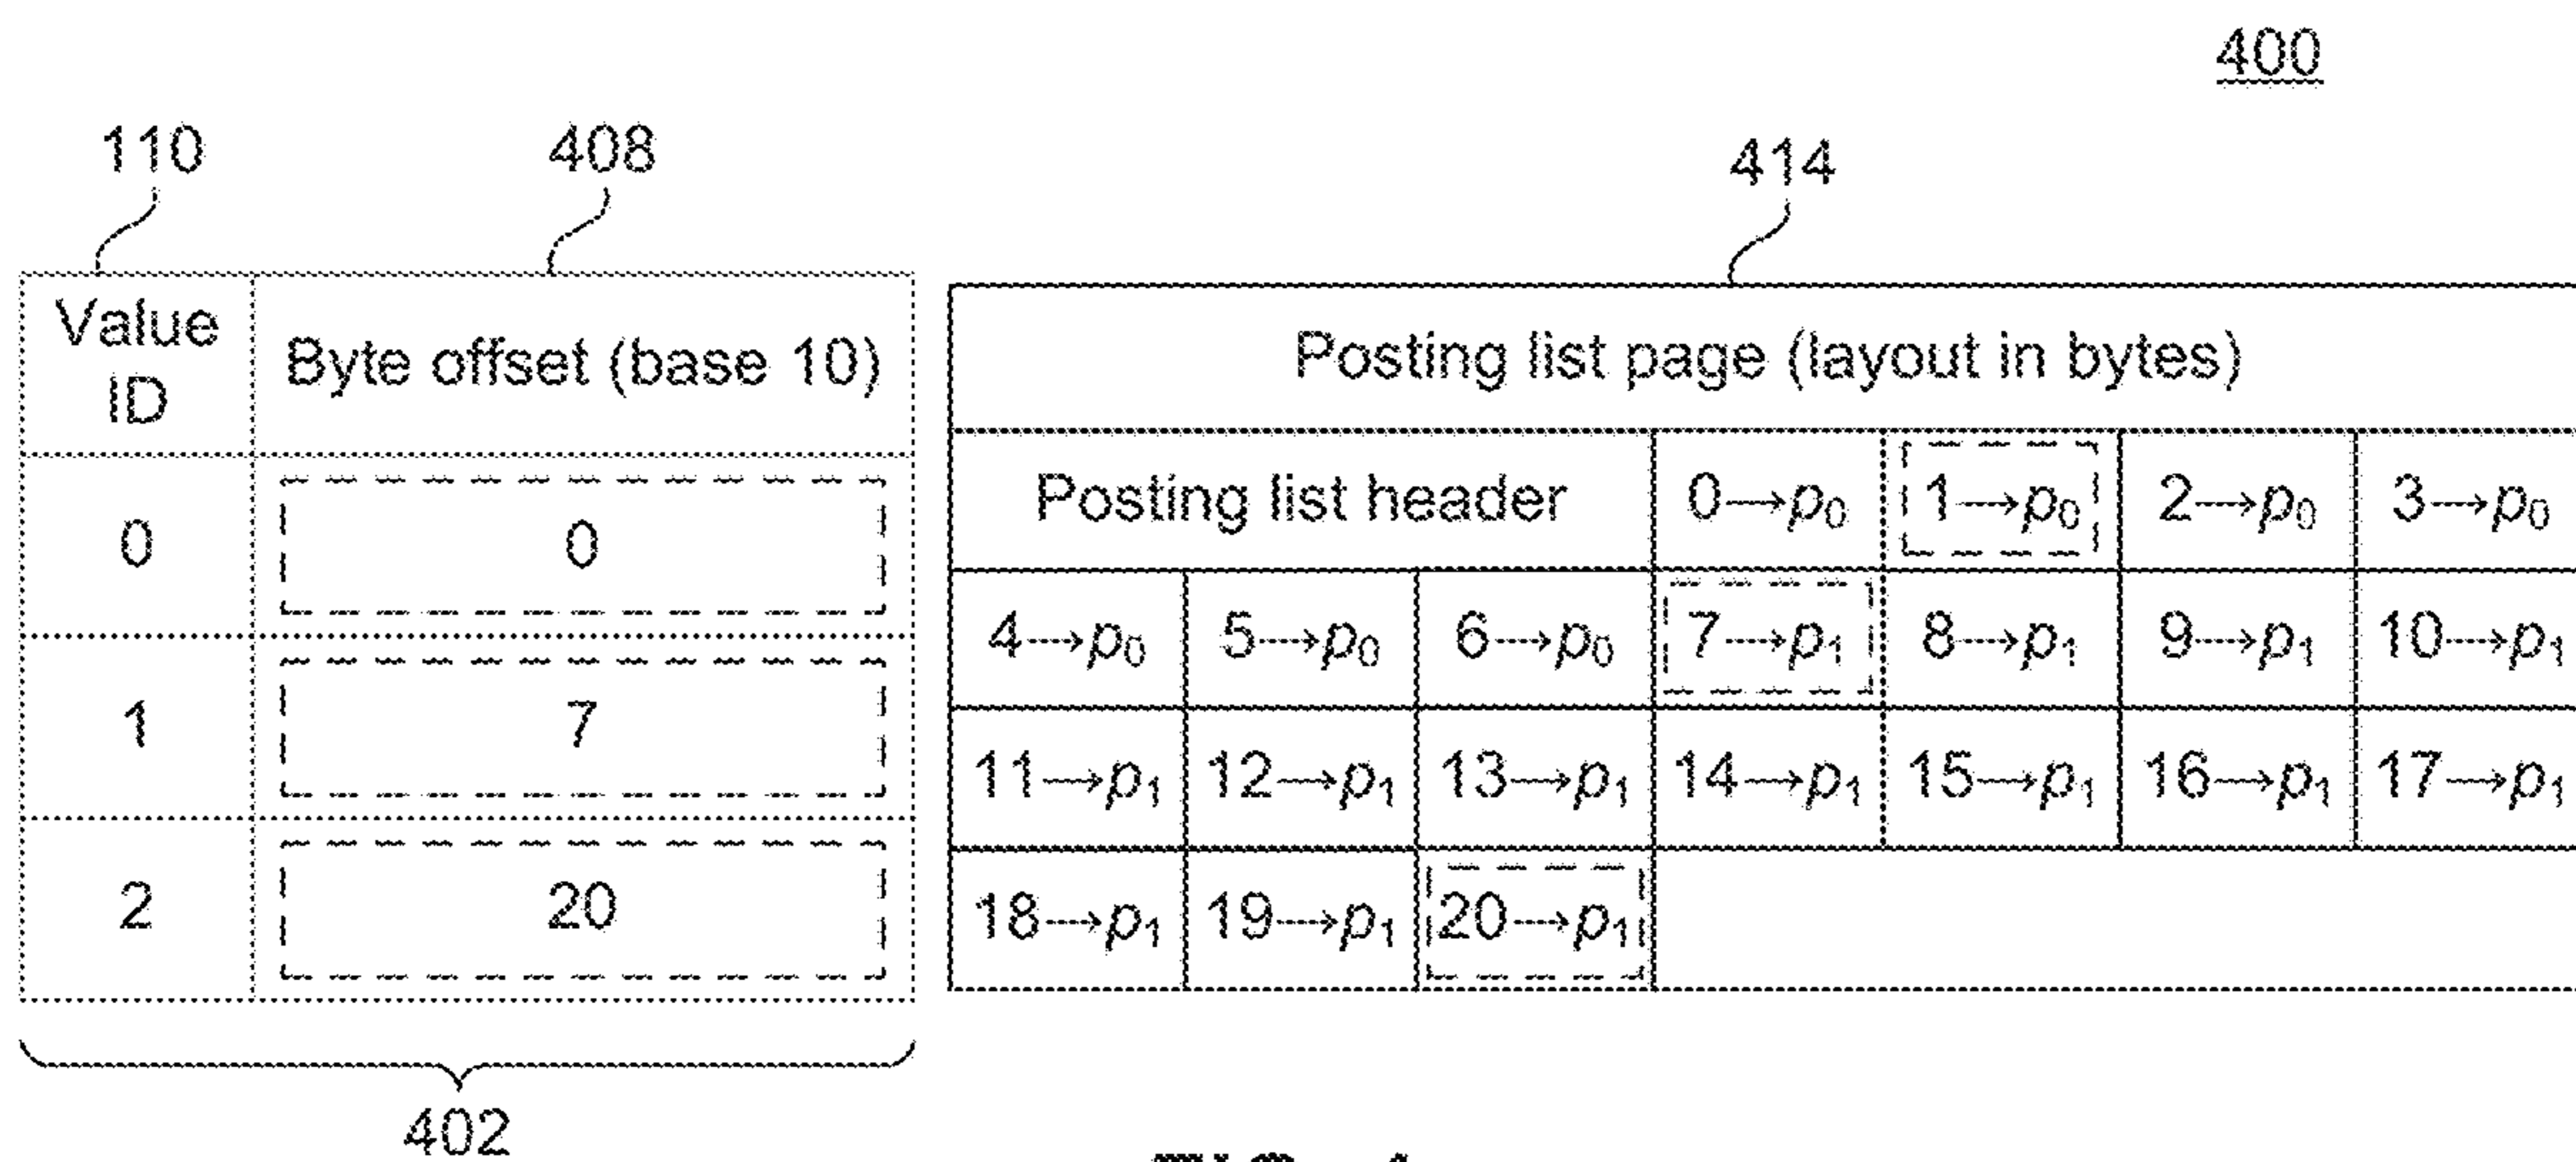 400
110 408 414
Value ID Byte offset (base 10)
0 0
1 7
2 20
402
Posting list page (layout in bytes)
Posting list header 0→p₀ 1→p₀ 2→p₀ 3→p₀
4→p₀ 5→p₀ 6→p₀ 7→p₁ 8→p₁ 9→p₁ 10→p₁
11→p₁ 12→p₁ 13→p₁ 14→p₁ 15→p₁ 16→p₁ 17→p₁
18→p₁ 19→p₁ 20→p₁